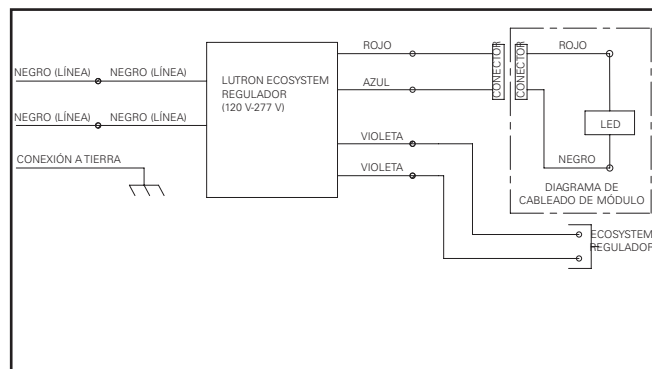 NEGRO (LÍNEA)
NEGRO (LÍNEA)
NEGRO (LÍNEA)
NEGRO (LÍNEA)
CONEXIÓN A TIERRA
LUTRON ECOSYSTEM
REGULADOR
(120 V-277 V)
ROJO
AZUL
VIOLETA
VIOLETA
CONECTOR
CONECTOR
ROJO
LED
NEGRO
DIAGRAMA DE
CABLEADO DE MÓDULO
ECOSYSTEM
REGULADOR